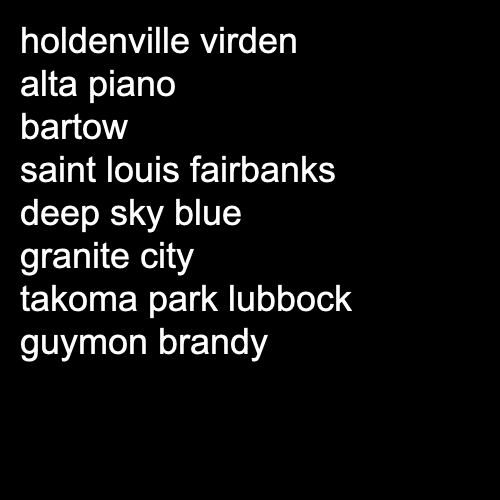 holdenville virden
alta piano
bartow
saint louis fairbanks
deep sky blue
granite city
takoma park lubbock
guymon brandy